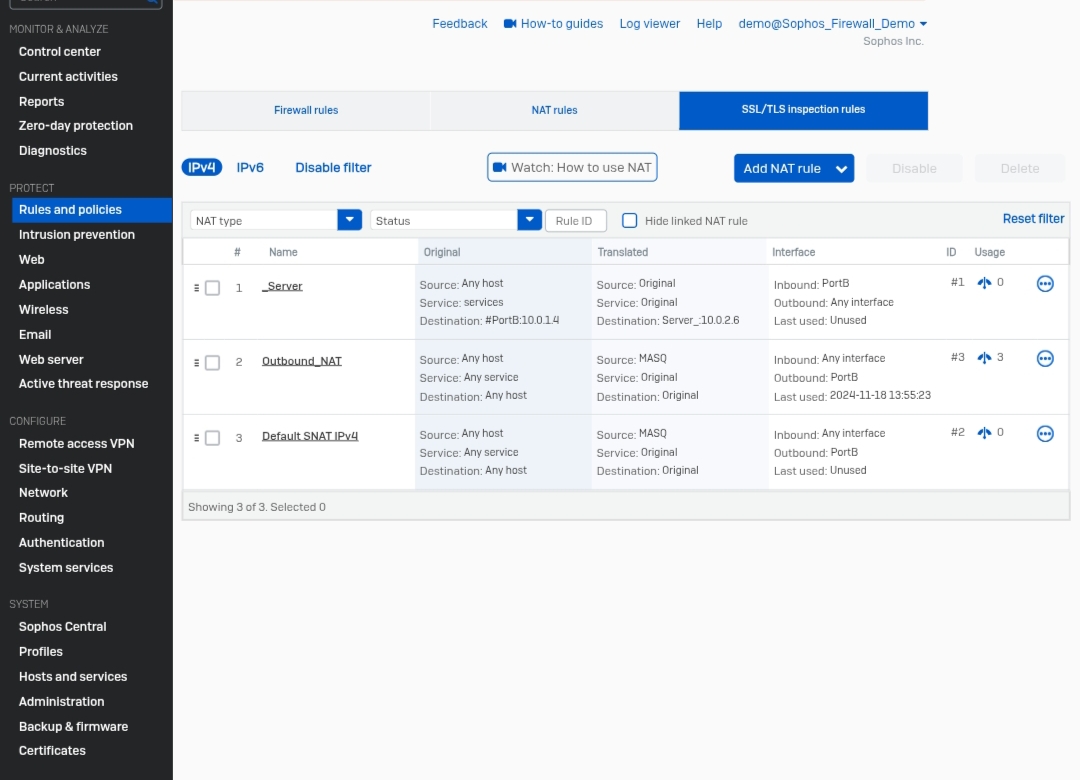 MONITOR & ANALYZE
Control center
Current activities
Reports
Zero-day protection
Diagnostics
PROTECT
Rules and policies
Intrusion prevention
Web
Applications
Wireless
Email
Web server
Active threat response
CONFIGURE
Remote access VPN
Site-to-site VPN
Network
Routing
Authentication
System services
SYSTEM
Sophos Central
Profiles
Hosts and services
Administration
Backup & firmware
Certificates
Feedback How-to guides Log viewer Help demo@Sophos_Firewall_Demo
Sophos Inc.
Firewall rules NAT rules SSL/TLS inspection rules
IPv4 IPv6 Disable filter Watch: How to use NAT Add NAT rule Disable Delete
NAT type Status Rule ID Hide linked NAT rule Reset filter
# Name Original Translated Interface ID Usage
1 _Server Source: Any host Source: Original Inbound: PortB #1 0
Service: services Service: Original Outbound: Any interface
Destination: #PortB:10.0.1.4 Destination: Server_:10.0.2.6 Last used: Unused
2 Outbound_NAT Source: Any host Source: MASQ Inbound: Any interface #3 3
Service: Any service Service: Original Outbound: PortB
Destination: Any host Destination: Original Last used: 2024-11-18 13:55:23
3 Default SNAT IPv4 Source: Any host Source: MASQ Inbound: Any interface #2 0
Service: Any service Service: Original Outbound: PortB
Destination: Any host Destination: Original Last used: Unused
Showing 3 of 3. Selected 0